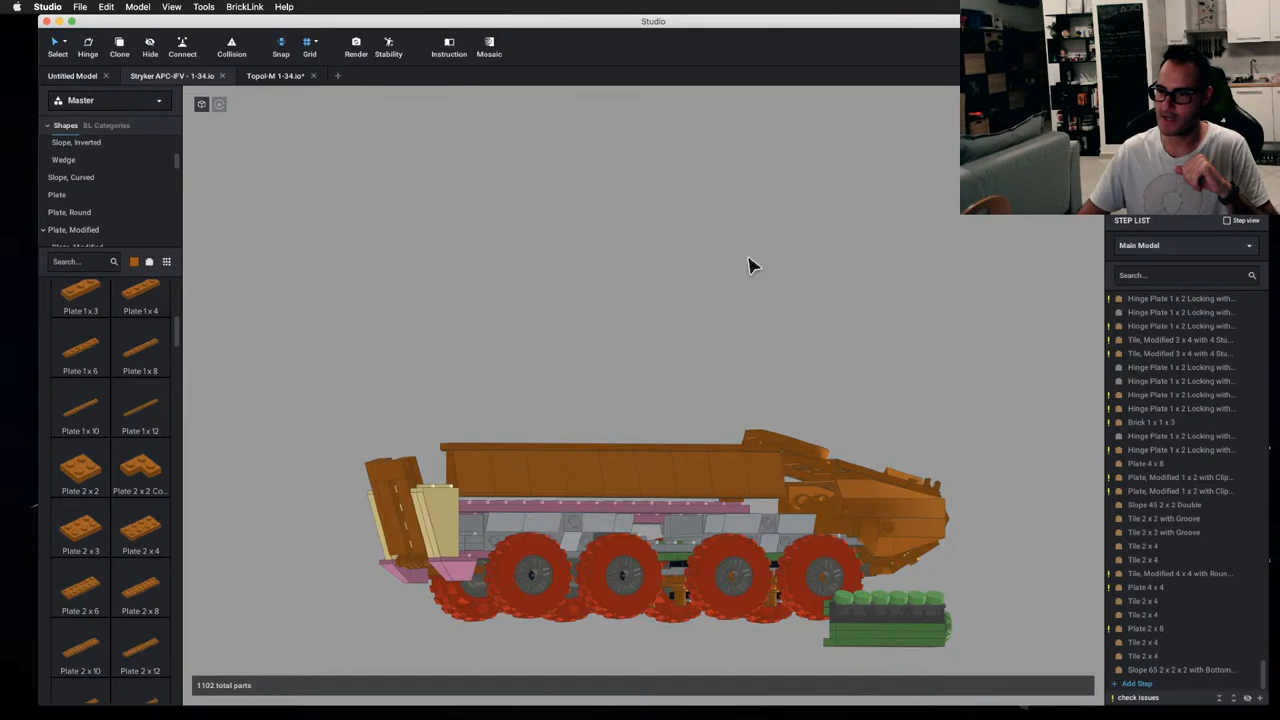 Studio File Edit Model View Tools BrickLink Help
Studio
Select Hinge Clone Hide Connect Collision Snap Grid Render Stability Instruction Mosaic
Untitled Model Stryker APC-IFV - 1-34.io Topol-M 1-34.io*
Master
Shapes BL Categories
Slope, Inverted
Wedge
Slope, Curved
Plate
Plate, Round
Plate, Modified
Plate, Modified
Search...
Plate 1 x 3 Plate 1 x 4
Plate 1 x 6 Plate 1 x 8
Plate 1 x 10 Plate 1 x 12
Plate 2 x 2 Plate 2 x 2 Co...
Plate 2 x 3 Plate 2 x 4
Plate 2 x 6 Plate 2 x 8
Plate 2 x 10 Plate 2 x 12
1102 total parts
STEP LIST Step view
Main Model
Search...
Hinge Plate 1 x 2 Locking with...
Hinge Plate 1 x 2 Locking with...
Hinge Plate 1 x 2 Locking with...
Tile, Modified 3 x 4 with 4 Stu...
Tile, Modified 3 x 4 with 4 Stu...
Hinge Plate 1 x 2 Locking with...
Hinge Plate 1 x 2 Locking with...
Hinge Plate 1 x 2 Locking with...
Hinge Plate 1 x 2 Locking with...
Brick 1 x 1 x 3
Hinge Plate 1 x 2 Locking with...
Hinge Plate 1 x 2 Locking with...
Plate 4 x 8
Plate, Modified 1 x 2 with Clip...
Plate, Modified 1 x 2 with Clip...
Slope 45 2 x 2 Double
Tile 2 x 2 with Groove
Tile 2 x 2 with Groove
Tile 2 x 4
Tile 2 x 4
Tile, Modified 4 x 4 with Roun...
Plate 4 x 4
Tile 2 x 4
Tile 2 x 4
Plate 2 x 8
Tile 2 x 4
Tile 2 x 4
Slope 65 2 x 2 x 2 with Bottom...
+ Add Step
! check issues